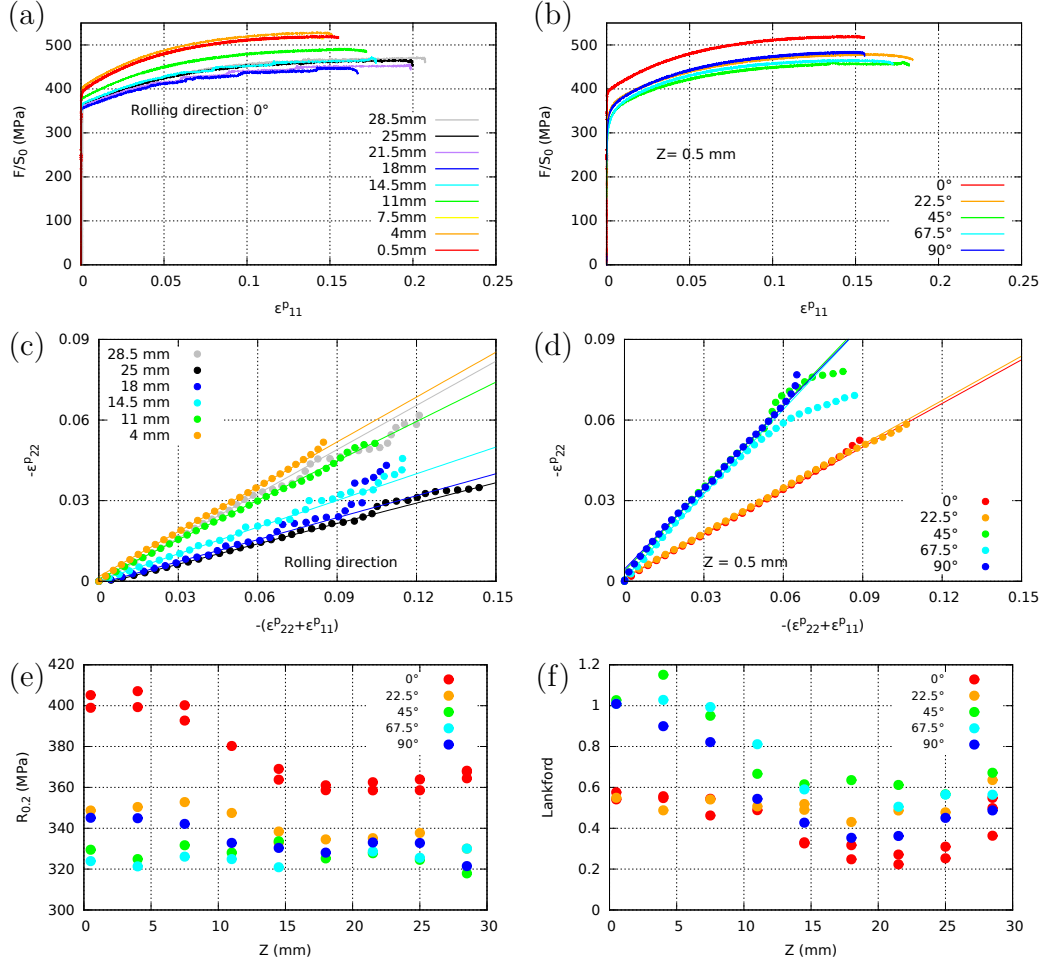 (a)
F/S0 (MPa)
500
400
300
200
100
0
Rolling direction 0°
28.5mm
25mm
21.5mm
18mm
14.5mm
11mm
7.5mm
4mm
0.5mm
0 0.05 0.1 0.15 0.2 0.25
εp11
(b)
F/S0 (MPa)
500
400
300
200
100
0
Z= 0.5 mm
0°
22.5°
45°
67.5°
90°
0 0.05 0.1 0.15 0.2 0.25
εp11
(c)
-εp22
0.09
0.06
0.03
0
28.5 mm
25 mm
18 mm
14.5 mm
11 mm
4 mm
Rolling direction
0 0.03 0.06 0.09 0.12 0.15
-(εp22+εp11)
(d)
-εp22
0.09
0.06
0.03
0
0°
22.5°
45°
67.5°
90°
Z = 0.5 mm
0 0.03 0.06 0.09 0.12 0.15
-(εp22+εp11)
(e)
R0.2 (MPa)
420
400
380
360
340
320
300
0°
22.5°
45°
67.5°
90°
0 5 10 15 20 25 30
Z (mm)
(f)
Lankford
1.2
1
0.8
0.6
0.4
0.2
0
0°
22.5°
45°
67.5°
90°
0 5 10 15 20 25 30
Z (mm)